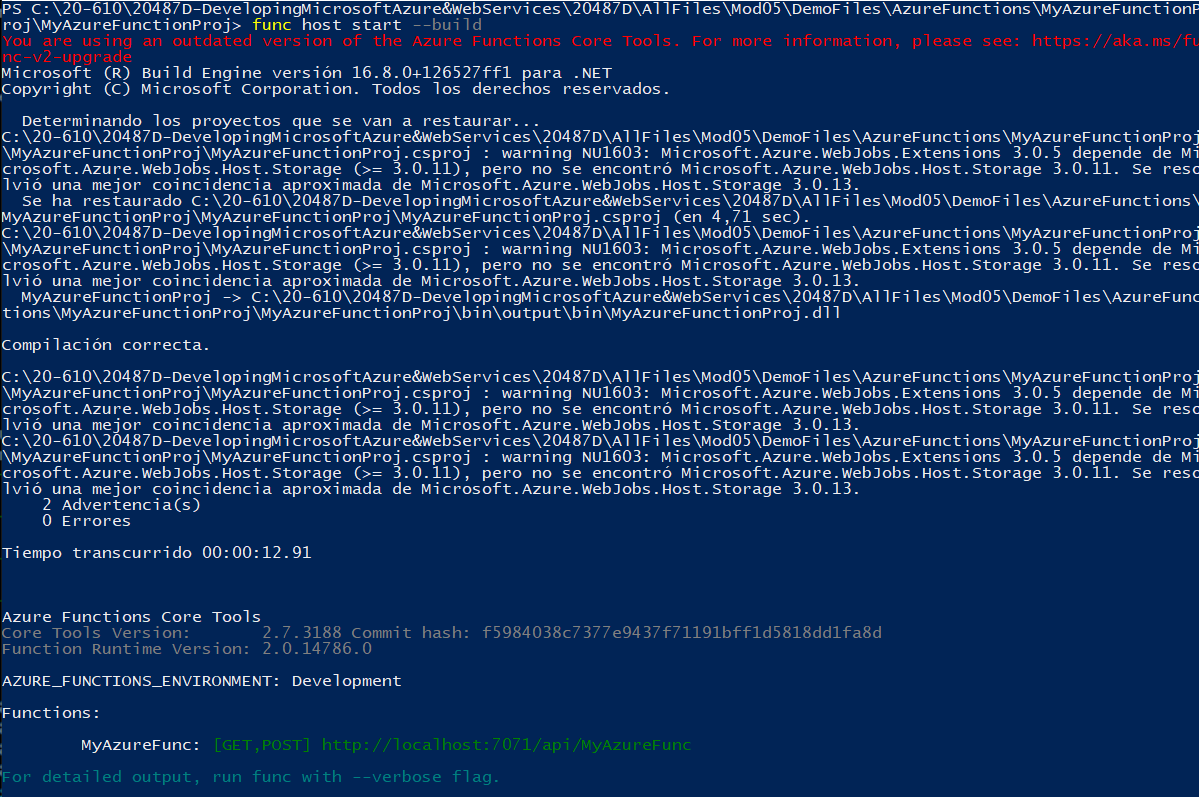 PS C:\20-610\20487D-DevelopingMicrosoftAzure&WebServices\20487D\AllFiles\Mod05\DemoFiles\AzureFunctions\MyAzureFunctionP
roj\MyAzureFunctionProj> func host start --build
You are using an outdated version of the Azure Functions Core Tools. For more information, please see: https://aka.ms/fu
nc-v2-upgrade
Microsoft (R) Build Engine versión 16.8.0+126527ff1 para .NET
Copyright (C) Microsoft Corporation. Todos los derechos reservados.
  Determinando los proyectos que se van a restaurar...
C:\20-610\20487D-DevelopingMicrosoftAzure&WebServices\20487D\AllFiles\Mod05\DemoFiles\AzureFunctions\MyAzureFunctionProj
\MyAzureFunctionProj\MyAzureFunctionProj.csproj : warning NU1603: Microsoft.Azure.WebJobs.Extensions 3.0.5 depende de Mi
crosoft.Azure.WebJobs.Host.Storage (>= 3.0.11), pero no se encontró Microsoft.Azure.WebJobs.Host.Storage 3.0.11. Se reso
lvió una mejor coincidencia aproximada de Microsoft.Azure.WebJobs.Host.Storage 3.0.13.
  Se ha restaurado C:\20-610\20487D-DevelopingMicrosoftAzure&WebServices\20487D\AllFiles\Mod05\DemoFiles\AzureFunctions\
MyAzureFunctionProj\MyAzureFunctionProj\MyAzureFunctionProj.csproj (en 4,71 sec).
C:\20-610\20487D-DevelopingMicrosoftAzure&WebServices\20487D\AllFiles\Mod05\DemoFiles\AzureFunctions\MyAzureFunctionProj
\MyAzureFunctionProj\MyAzureFunctionProj.csproj : warning NU1603: Microsoft.Azure.WebJobs.Extensions 3.0.5 depende de Mi
crosoft.Azure.WebJobs.Host.Storage (>= 3.0.11), pero no se encontró Microsoft.Azure.WebJobs.Host.Storage 3.0.11. Se reso
lvió una mejor coincidencia aproximada de Microsoft.Azure.WebJobs.Host.Storage 3.0.13.
  MyAzureFunctionProj -> C:\20-610\20487D-DevelopingMicrosoftAzure&WebServices\20487D\AllFiles\Mod05\DemoFiles\AzureFunc
tions\MyAzureFunctionProj\MyAzureFunctionProj\bin\output\bin\MyAzureFunctionProj.dll
Compilación correcta.
C:\20-610\20487D-DevelopingMicrosoftAzure&WebServices\20487D\AllFiles\Mod05\DemoFiles\AzureFunctions\MyAzureFunctionProj
\MyAzureFunctionProj\MyAzureFunctionProj.csproj : warning NU1603: Microsoft.Azure.WebJobs.Extensions 3.0.5 depende de Mi
crosoft.Azure.WebJobs.Host.Storage (>= 3.0.11), pero no se encontró Microsoft.Azure.WebJobs.Host.Storage 3.0.11. Se reso
lvió una mejor coincidencia aproximada de Microsoft.Azure.WebJobs.Host.Storage 3.0.13.
C:\20-610\20487D-DevelopingMicrosoftAzure&WebServices\20487D\AllFiles\Mod05\DemoFiles\AzureFunctions\MyAzureFunctionProj
\MyAzureFunctionProj\MyAzureFunctionProj.csproj : warning NU1603: Microsoft.Azure.WebJobs.Extensions 3.0.5 depende de Mi
crosoft.Azure.WebJobs.Host.Storage (>= 3.0.11), pero no se encontró Microsoft.Azure.WebJobs.Host.Storage 3.0.11. Se reso
lvió una mejor coincidencia aproximada de Microsoft.Azure.WebJobs.Host.Storage 3.0.13.
    2 Advertencia(s)
    0 Errores
Tiempo transcurrido 00:00:12.91
Azure Functions Core Tools
Core Tools Version:       2.7.3188 Commit hash: f5984038c7377e9437f71191bff1d5818dd1fa8d
Function Runtime Version: 2.0.14786.0
AZURE_FUNCTIONS_ENVIRONMENT: Development
Functions:
        MyAzureFunc: [GET,POST] http://localhost:7071/api/MyAzureFunc
For detailed output, run func with --verbose flag.